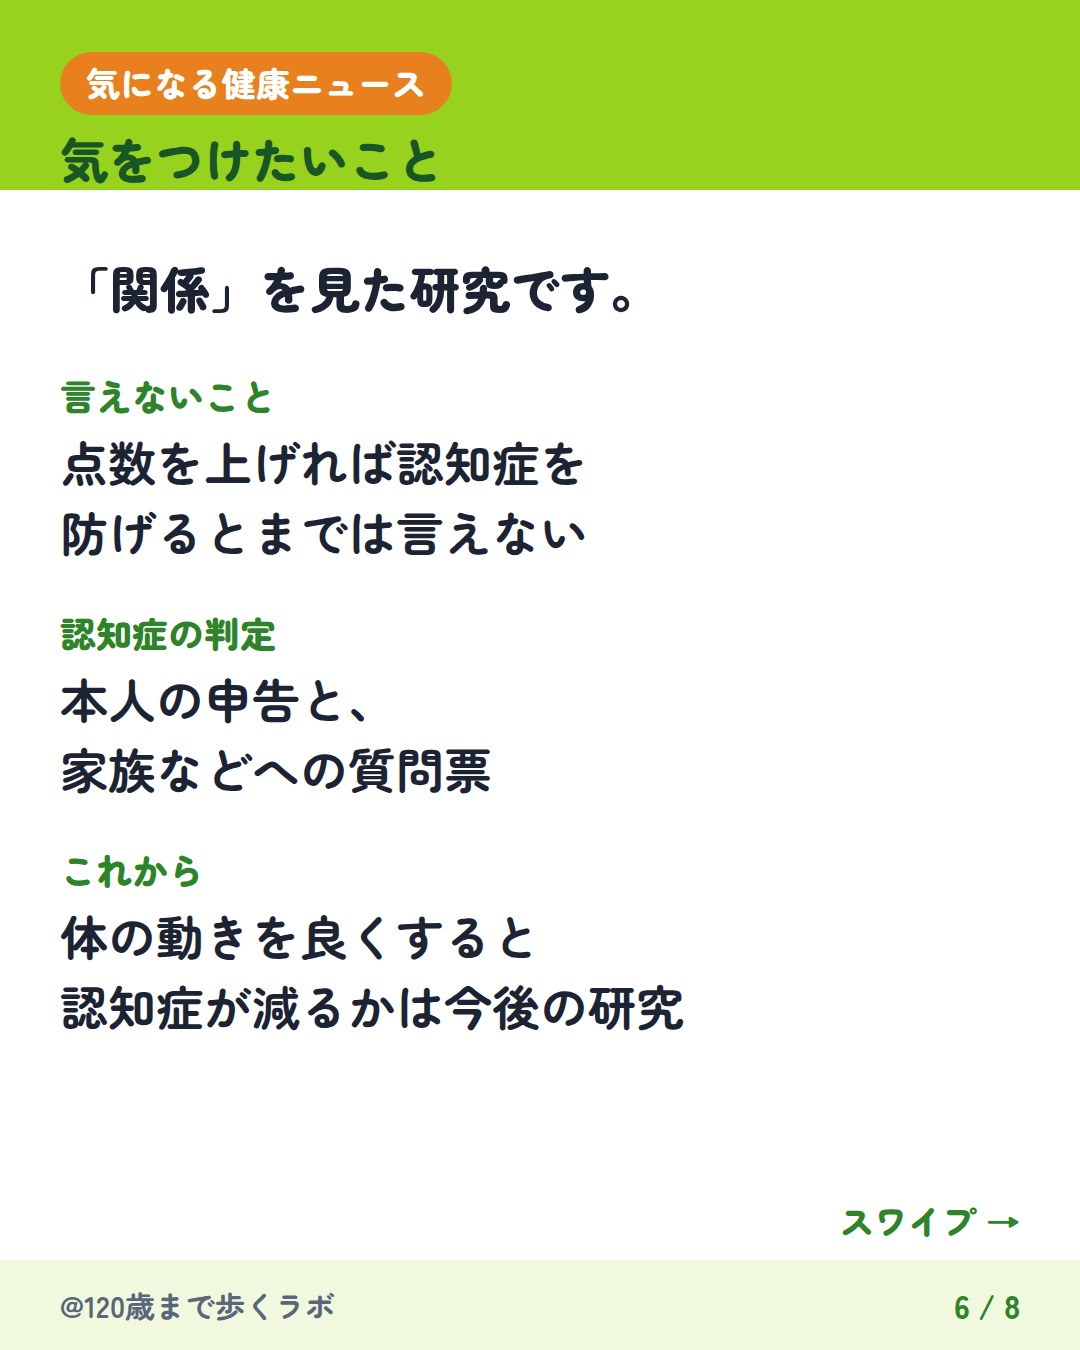 気になる健康ニュース
気をつけたいこと
「関係」を見た研究です。
言えないこと
点数を上げれば認知症を
防げるとまでは言えない
認知症の判定
本人の申告と、
家族などへの質問票
これから
体の動きを良くすると
認知症が減るかは今後の研究
スワイプ →
@120歳まで歩くラボ
6 / 8